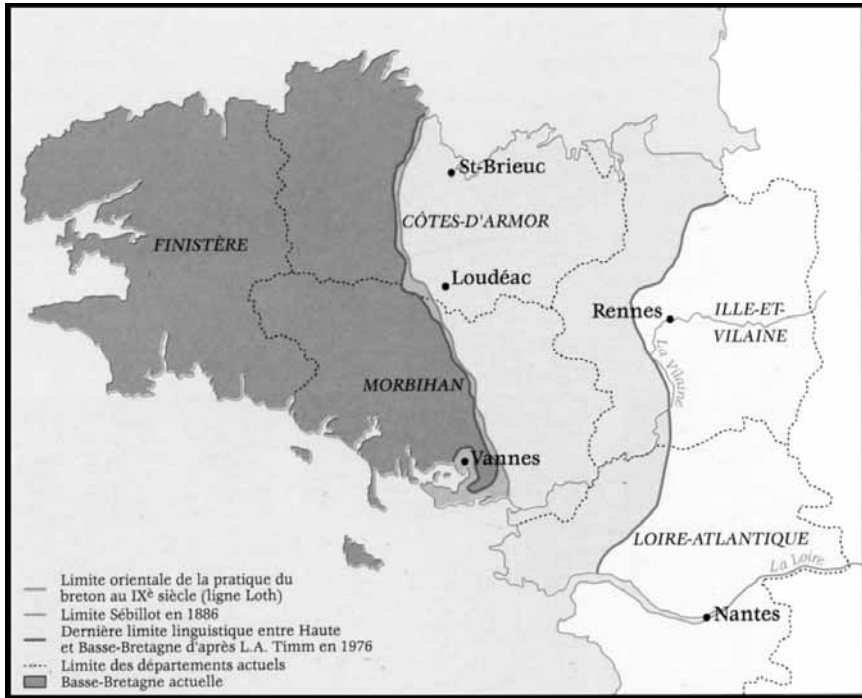 St-Brieuc
CÔTES-D'ARMOR
FINISTÈRE
Loudéac
Rennes
ILLE-ET-
VILAINE
La Vilaine
MORBIHAN
Vannes
LOIRE-ATLANTIQUE
La Loire
Nantes
Limite orientale de la pratique du
breton au IXè siècle (ligne Loth)
Limite Sébillot en 1886
Dernière limite linguistique entre Haute
et Basse-Bretagne d'après L.A. Timm en 1976
Limite des départements actuels
Basse-Bretagne actuelle